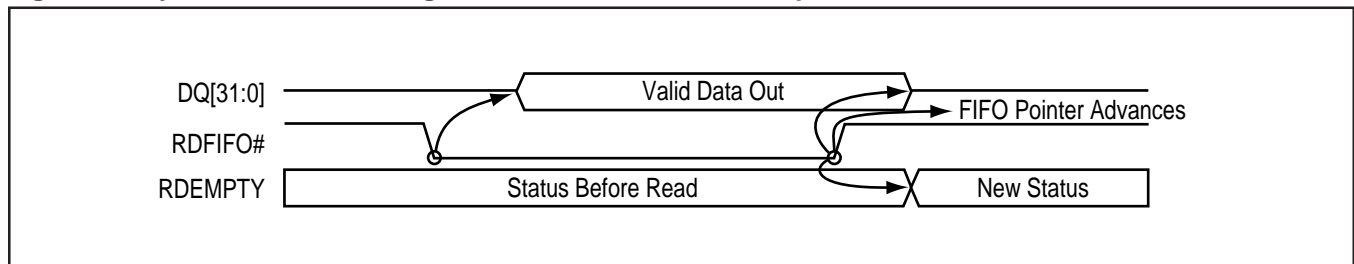 DQ[31:0]
Valid Data Out
FIFO Pointer Advances
RDFIFO#
RDEMPTY
Status Before Read
New Status